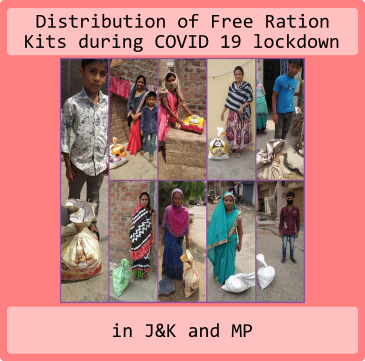 Distribution of Free Ration
Kits during COVID 19 lockdown
in J&K and MP